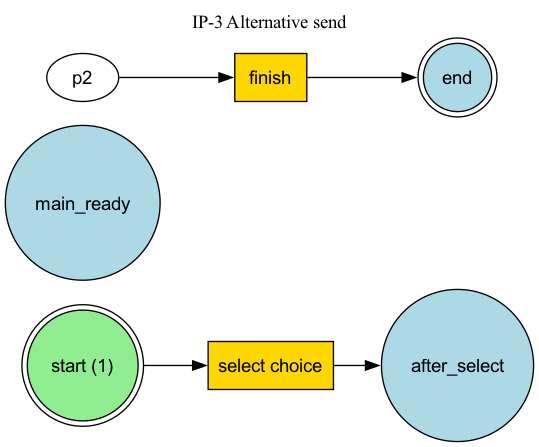 IP-3 Alternative send
p2
finish
end
main_ready
start (1)
select choice
after_select